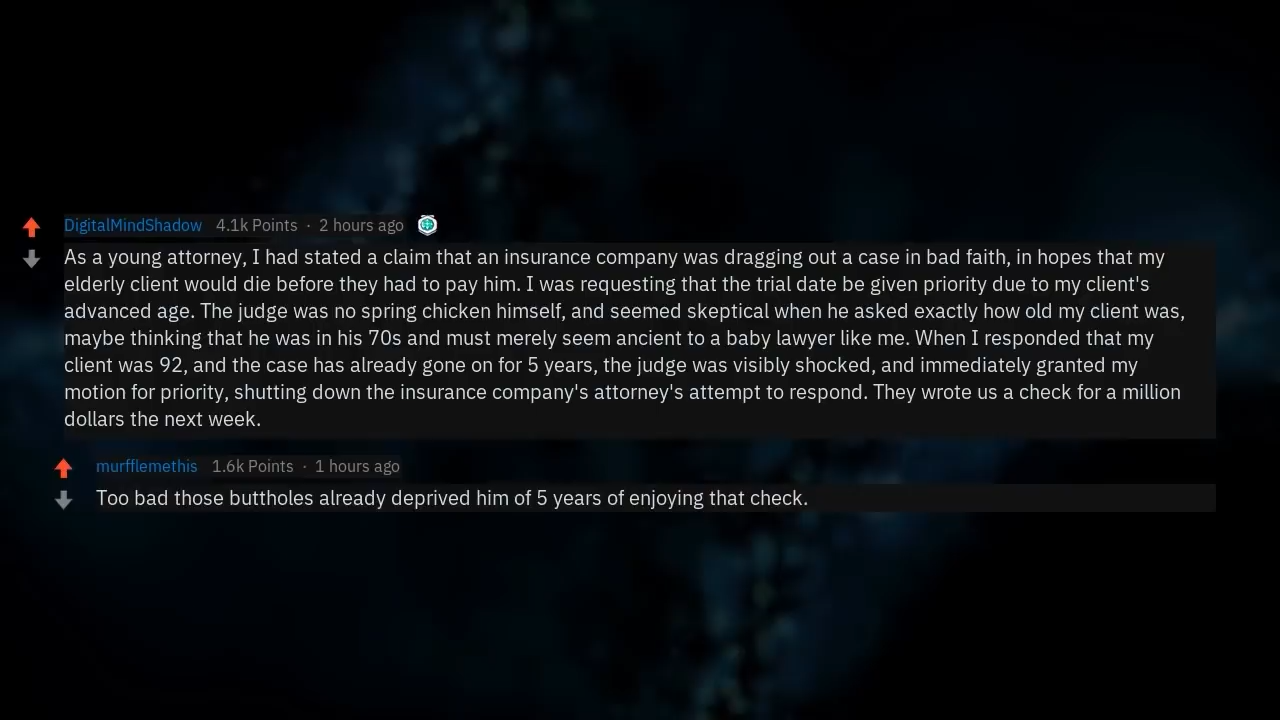 DigitalMindShadow 4.1k Points · 2 hours ago
As a young attorney, I had stated a claim that an insurance company was dragging out a case in bad faith, in hopes that my
elderly client would die before they had to pay him. I was requesting that the trial date be given priority due to my client's
advanced age. The judge was no spring chicken himself, and seemed skeptical when he asked exactly how old my client was,
maybe thinking that he was in his 70s and must merely seem ancient to a baby lawyer like me. When I responded that my
client was 92, and the case has already gone on for 5 years, the judge was visibly shocked, and immediately granted my
motion for priority, shutting down the insurance company's attorney's attempt to respond. They wrote us a check for a million
dollars the next week.
murfflemethis 1.6k Points · 1 hours ago
Too bad those buttholes already deprived him of 5 years of enjoying that check.